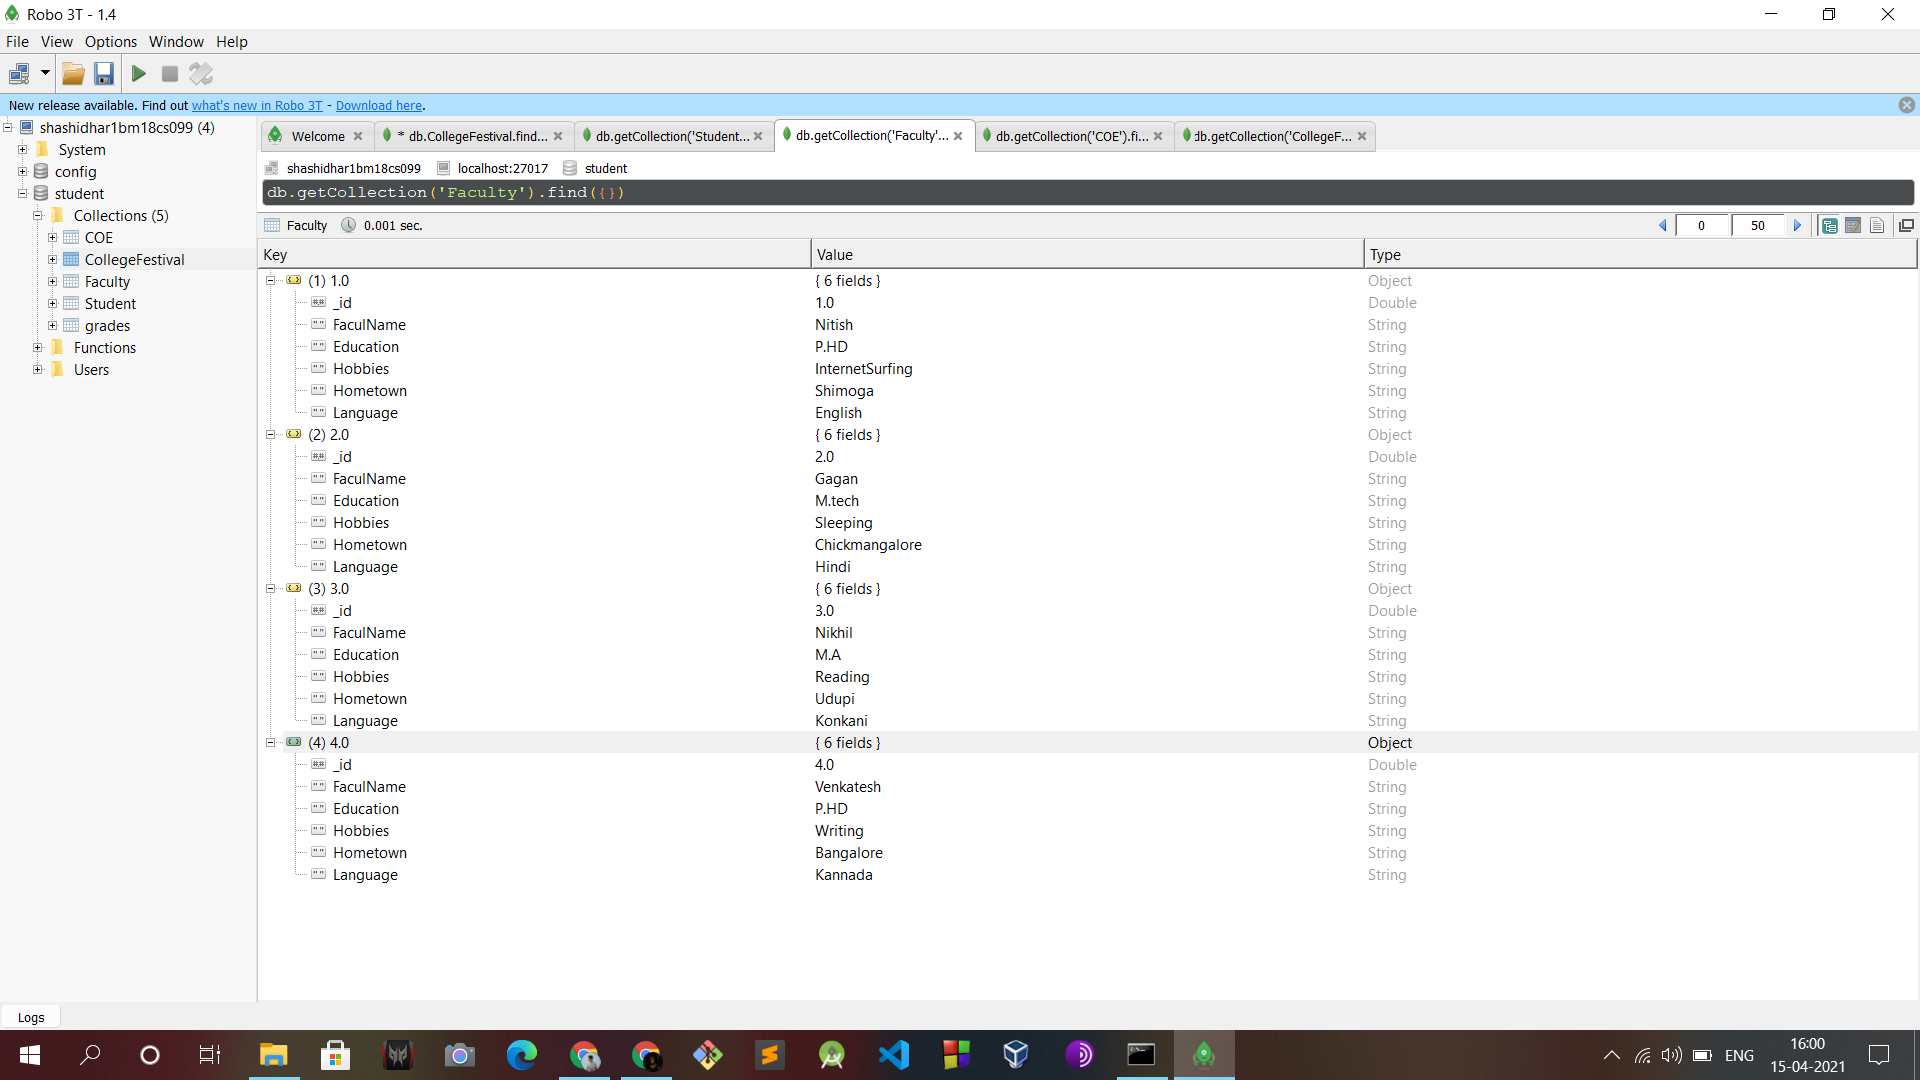 Robo 3T - 1.4
File View Options Window Help
New release available. Find out what's new in Robo 3T - Download here.
shashidhar1bm18cs099 (4)
System
config
student
Collections (5)
COE
CollegeFestival
Faculty
Student
grades
Functions
Users
Welcome * db.CollegeFestival.find... db.getCollection('Student... db.getCollection('Faculty'... db.getCollection('COE').fi... db.getCollection('CollegeF...
shashidhar1bm18cs099 localhost:27017 student
db.getCollection('Faculty').find({})
Faculty 0.001 sec. 0 50
Key Value Type
(1) 1.0 { 6 fields } Object
_id 1.0 Double
FaculName Nitish String
Education P.HD String
Hobbies InternetSurfing String
Hometown Shimoga String
Language English String
(2) 2.0 { 6 fields } Object
_id 2.0 Double
FaculName Gagan String
Education M.tech String
Hobbies Sleeping String
Hometown Chickmangalore String
Language Hindi String
(3) 3.0 { 6 fields } Object
_id 3.0 Double
FaculName Nikhil String
Education M.A String
Hobbies Reading String
Hometown Udupi String
Language Konkani String
(4) 4.0 { 6 fields } Object
_id 4.0 Double
FaculName Venkatesh String
Education P.HD String
Hobbies Writing String
Hometown Bangalore String
Language Kannada String
Logs
ENG
16:00
15-04-2021